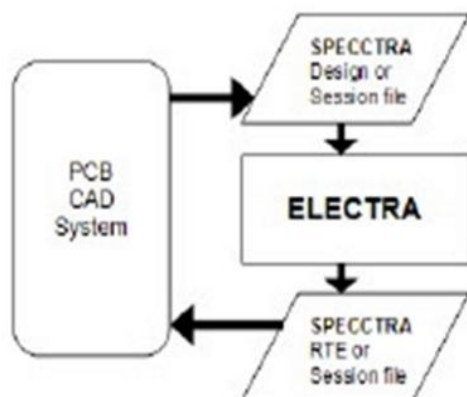 SPECCTRA
Design or
Session file
PCB
CAD
System
ELECTRA
SPECCTRA
RTE or
Session file